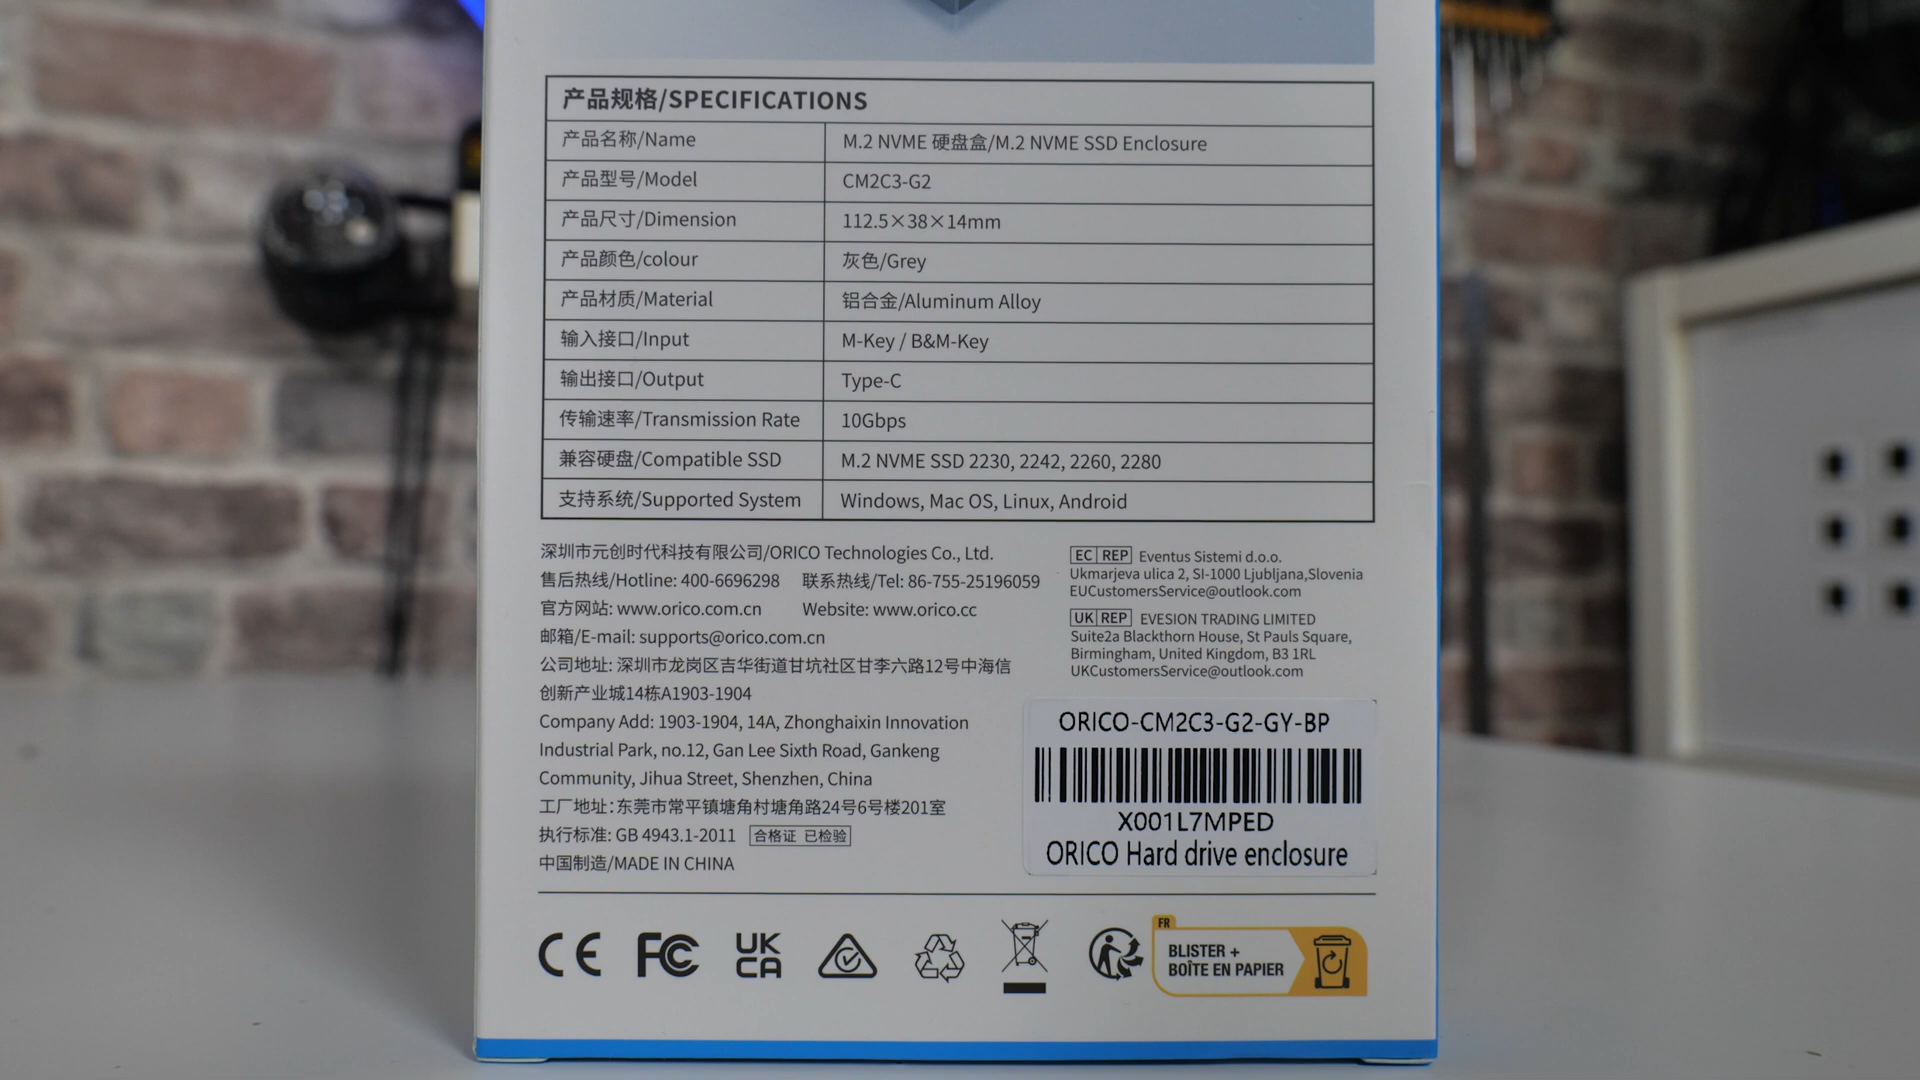 产品规格/SPECIFICATIONS
产品名称/Name M.2 NVME 硬盘盒/M.2 NVME SSD Enclosure
产品型号/Model CM2C3-G2
产品尺寸/Dimension 112.5×38×14mm
产品颜色/colour 灰色/Grey
产品材质/Material 铝合金/Aluminum Alloy
输入接口/Input M-Key / B&M-Key
输出接口/Output Type-C
传输速率/Transmission Rate 10Gbps
兼容硬盘/Compatible SSD M.2 NVME SSD 2230, 2242, 2260, 2280
支持系统/Supported System Windows, Mac OS, Linux, Android
深圳市元创时代科技有限公司/ORICO Technologies Co., Ltd.
售后热线/Hotline: 400-6696298 联系热线/Tel: 86-755-25196059
官方网站: www.orico.com.cn Website: www.orico.cc
邮箱/E-mail: supports@orico.com.cn
公司地址: 深圳市龙岗区吉华街道甘坑社区甘李六路12号中海信
创新产业城14栋A1903-1904
Company Add: 1903-1904, 14A, Zhonghaixin Innovation
Industrial Park, no.12, Gan Lee Sixth Road, Gankeng
Community, Jihua Street, Shenzhen, China
工厂地址: 东莞市常平镇塘角村塘角路24号6号楼201室
执行标准: GB 4943.1-2011 合格证 已检验
中国制造/MADE IN CHINA
EC REP Eventus Sistemi d.o.o.
Ukmarjeva ulica 2, SI-1000 Ljubljana,Slovenia
EUCustomersService@outlook.com
UK REP EVESION TRADING LIMITED
Suite2a Blackthorn House, St Pauls Square,
Birmingham, United Kingdom, B3 1RL
UKCustomersService@outlook.com
ORICO-CM2C3-G2-GY-BP
X001L7MPED
ORICO Hard drive enclosure
CE FC UK
CA
FR
BLISTER +
BOÎTE EN PAPIER